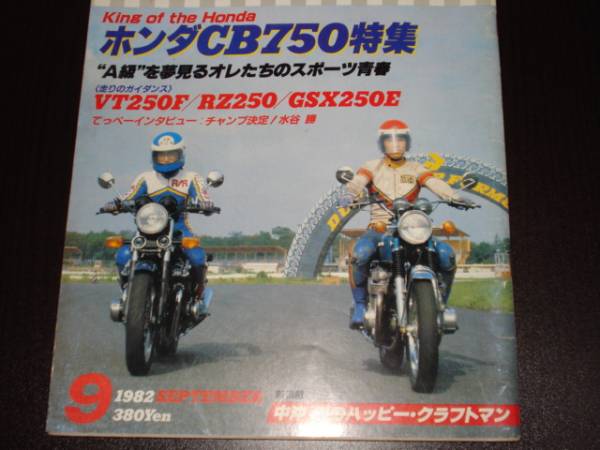 King of the Honda
ホンダCB750特集
“A級”を夢見るオレたちのスポーツ青春
〈走りのガイダンス〉
VT250F/RZ250/GSX250E
てっぺーインタビュー：チャンプ決定！水谷 勝
9
1982 SEPTEMBER
380Yen
ハッピー・クラフトマン